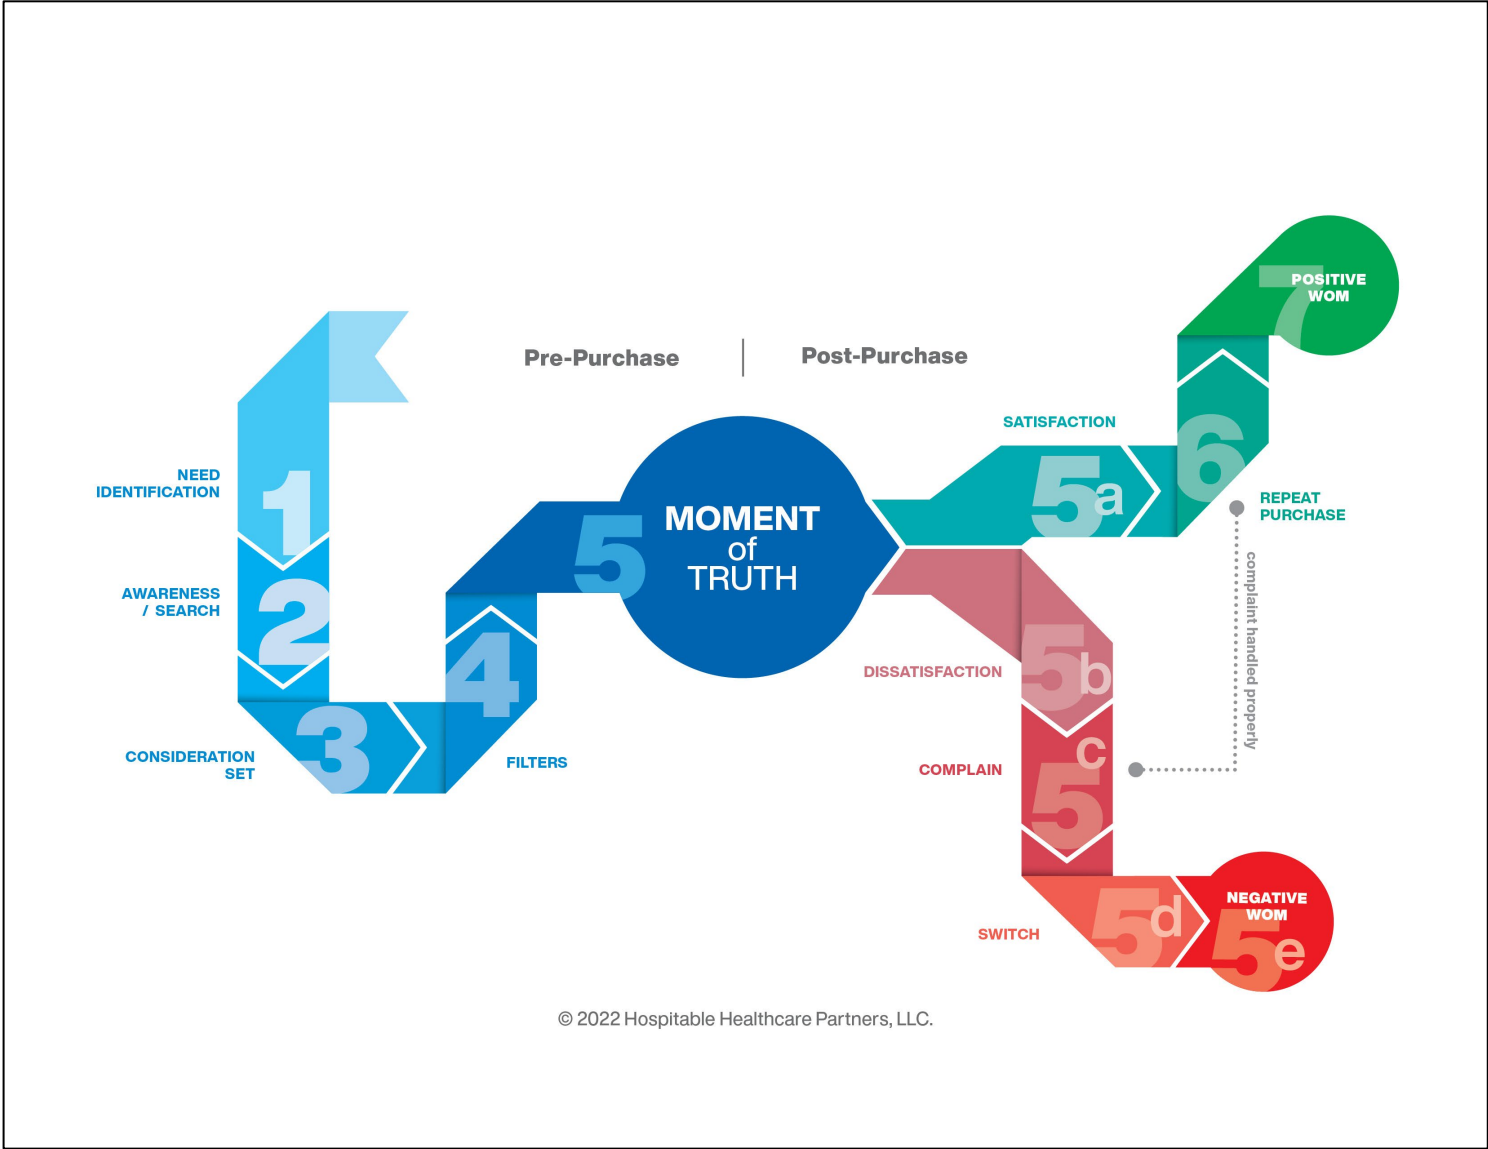 Pre-Purchase
Post-Purchase
NEED
IDENTIFICATION
1
AWARENESS
/ SEARCH
2
CONSIDERATION
SET
3
4
FILTERS
5
MOMENT
of
TRUTH
SATISFACTION
5a
6
REPEAT
PURCHASE
7
POSITIVE
WOM
DISSATISFACTION
5b
COMPLAIN
c
5
complaint handled properly
SWITCH
5d
NEGATIVE
WOM
5e
© 2022 Hospitable Healthcare Partners, LLC.